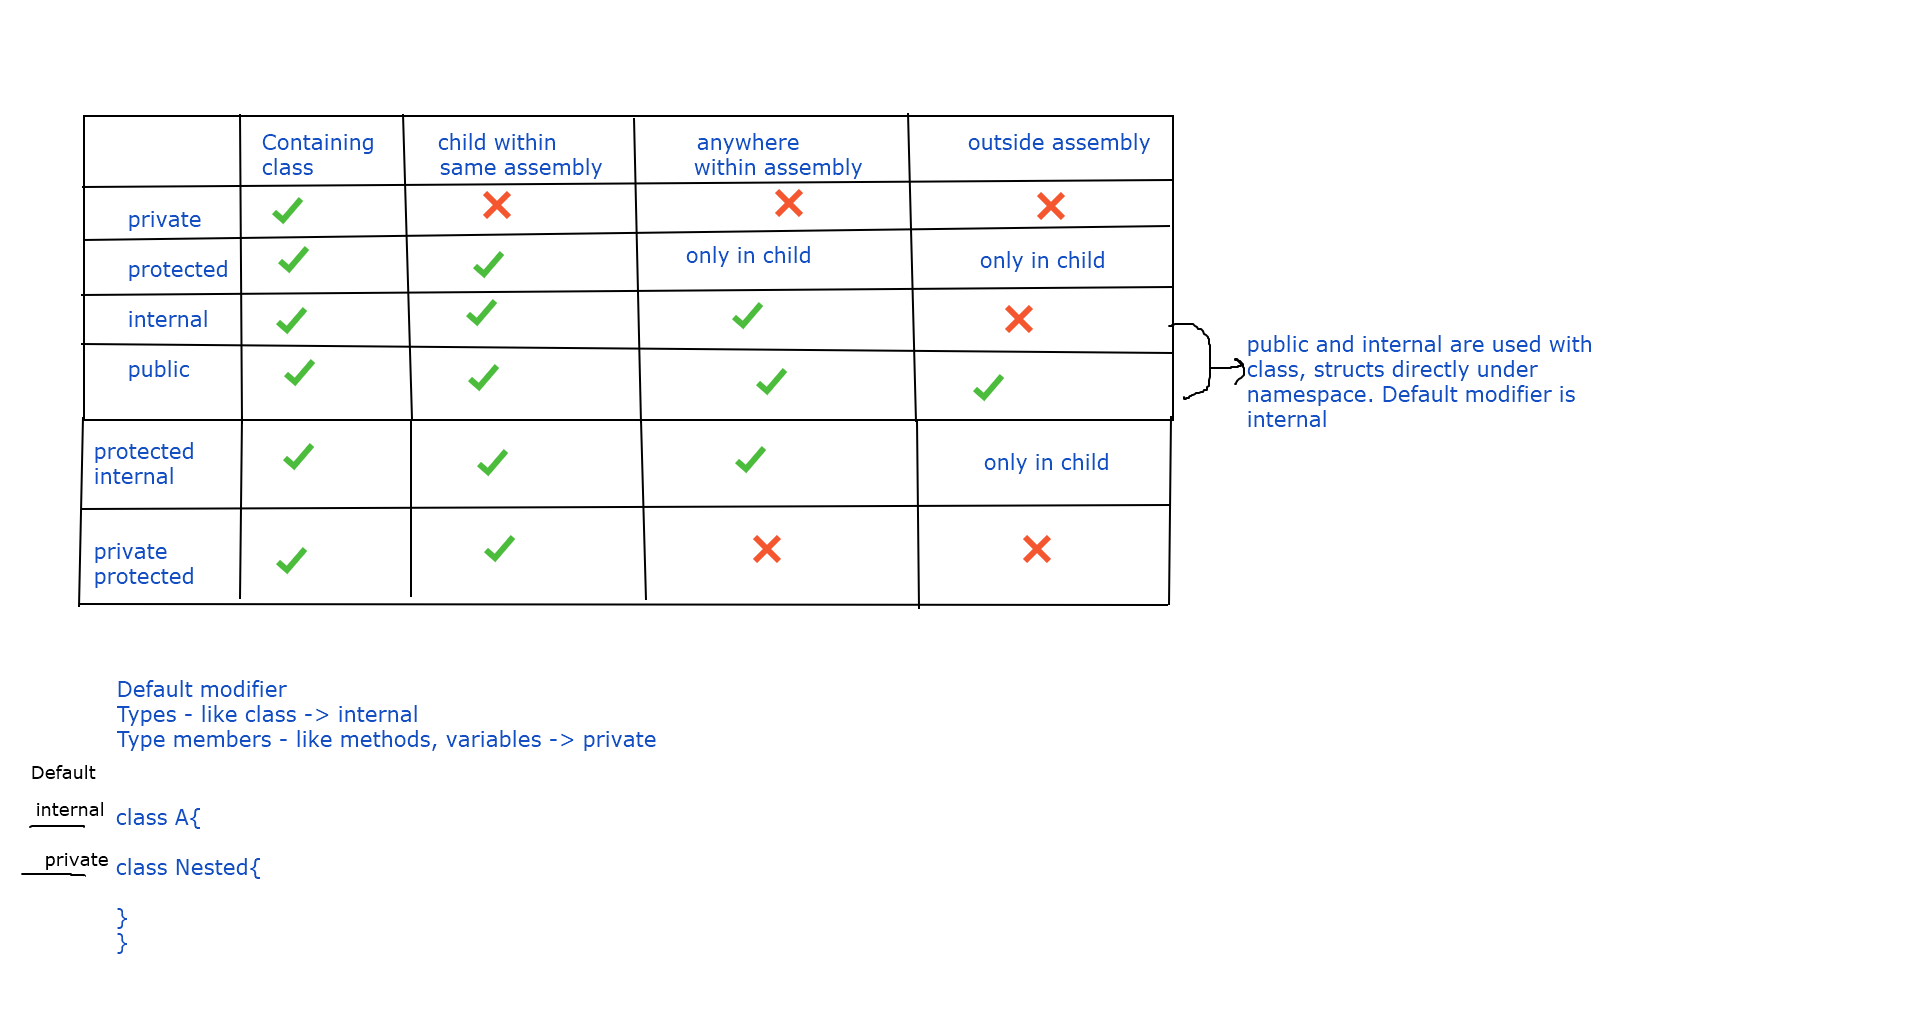 Containing
class
child within
same assembly
anywhere
within assembly
outside assembly
private
protected
only in child
only in child
internal
public
public and internal are used with
class, structs directly under
namespace. Default modifier is
internal
protected
internal
only in child
private
protected
Default modifier
Types - like class -> internal
Type members - like methods, variables -> private
Default
internal
class A{
private
class Nested{
}
}